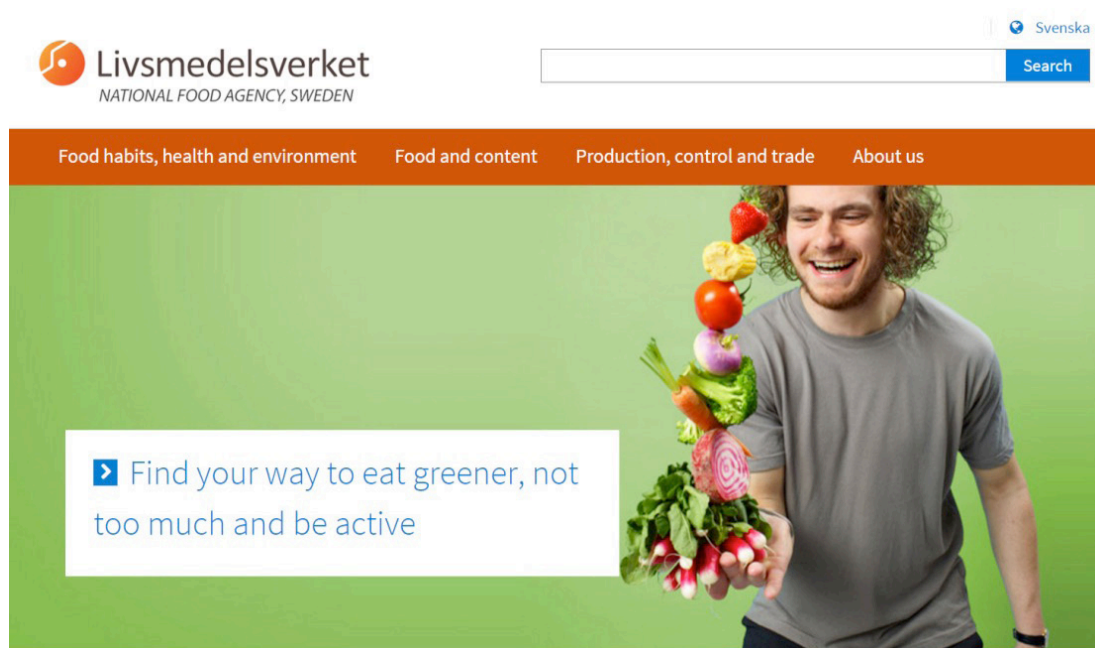 Svenska
Livsmedelsverket
NATIONAL FOOD AGENCY, SWEDEN
Search
Food habits, health and environment
Food and content
Production, control and trade
About us
Find your way to eat greener, not
too much and be active